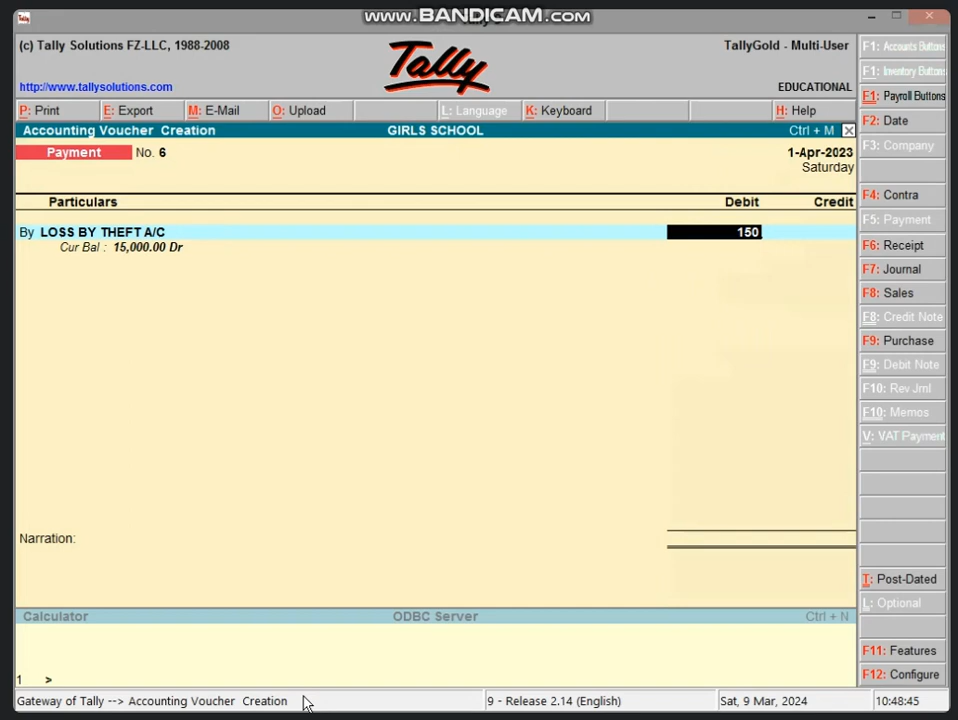 WWW.BANDICAM.COM
(c) Tally Solutions FZ-LLC, 1988-2008
Tally
TallyGold - Multi-User
http://www.tallysolutions.com
EDUCATIONAL
P: Print
E: Export
M: E-Mail
O: Upload
L: Language
K: Keyboard
H: Help
Accounting Voucher Creation
GIRLS SCHOOL
Ctrl + M
Payment No. 6
1-Apr-2023
Saturday
Particulars
Debit
Credit
By LOSS BY THEFT A/C
150
Cur Bal : 15,000.00 Dr
Narration:
Calculator
ODBC Server
Ctrl + N
1 >
Gateway of Tally --> Accounting Voucher Creation
9 - Release 2.14 (English)
Sat, 9 Mar, 2024
10:48:45
F1: Accounts Buttons
F1: Inventory Buttons
F1: Payroll Buttons
F2: Date
F3: Company
F4: Contra
F5: Payment
F6: Receipt
F7: Journal
F8: Sales
F8: Credit Note
F9: Purchase
F9: Debit Note
F10: Rev Jrnl
F10: Memos
V: VAT Payment
T: Post-Dated
L: Optional
F11: Features
F12: Configure